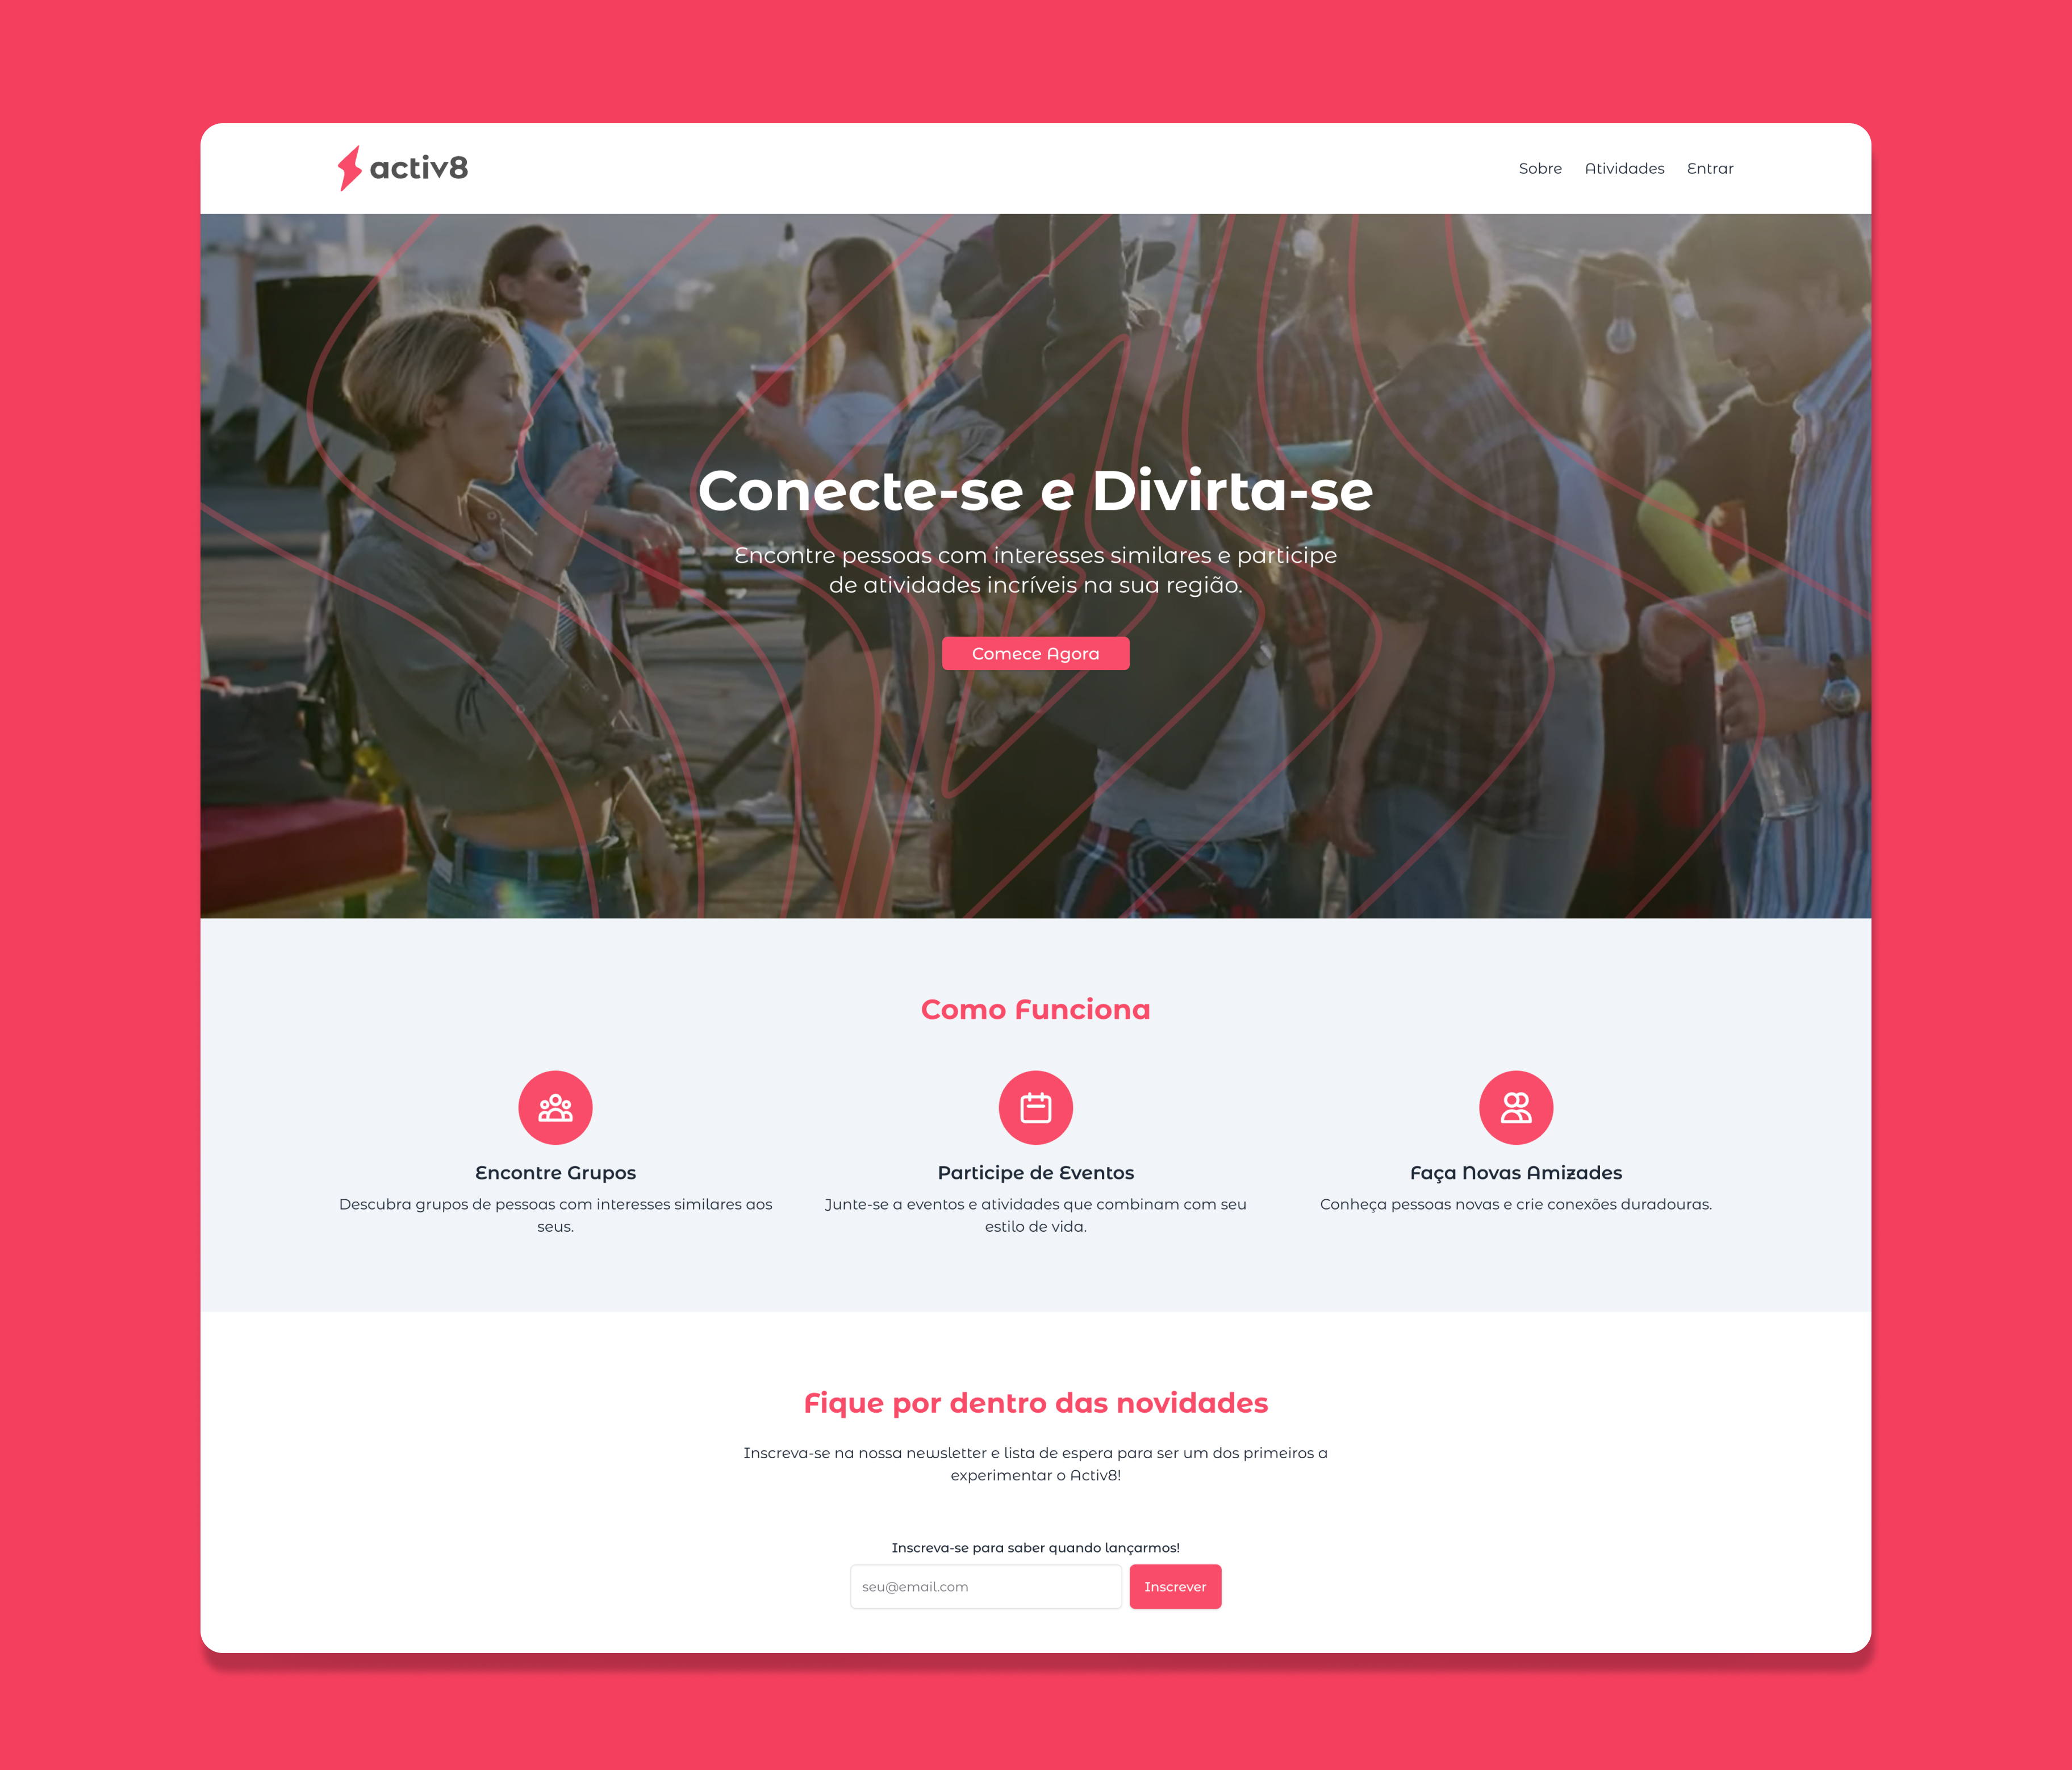 activ8
Sobre Atividades Entrar
Conecte-se e Divirta-se
Encontre pessoas com interesses similares e participe
de atividades incríveis na sua região.
Comece Agora
Como Funciona
Encontre Grupos
Descubra grupos de pessoas com interesses similares aos
seus.
Participe de Eventos
Junte-se a eventos e atividades que combinam com seu
estilo de vida.
Faça Novas Amizades
Conheça pessoas novas e crie conexões duradouras.
Fique por dentro das novidades
Inscreva-se na nossa newsletter e lista de espera para ser um dos primeiros a
experimentar o Activ8!
Inscreva-se para saber quando lançarmos!
seu@email.com
Inscrever